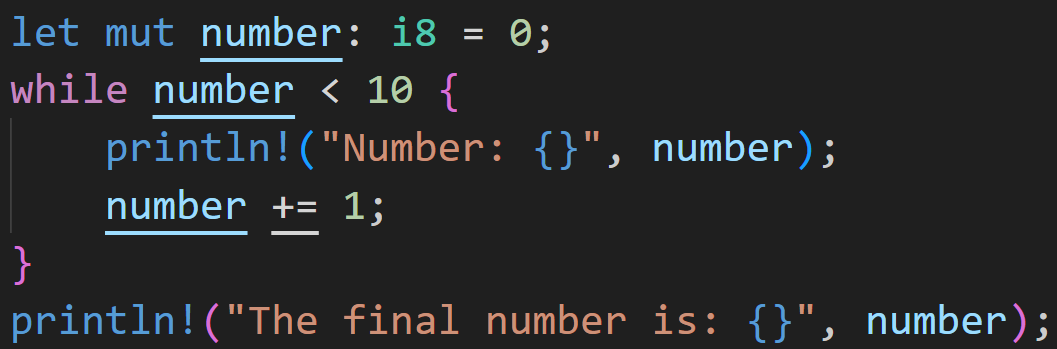 let mut number: i8 = 0;
while number < 10 {
    println!("Number: {}", number);
    number += 1;
}
println!("The final number is: {}", number);